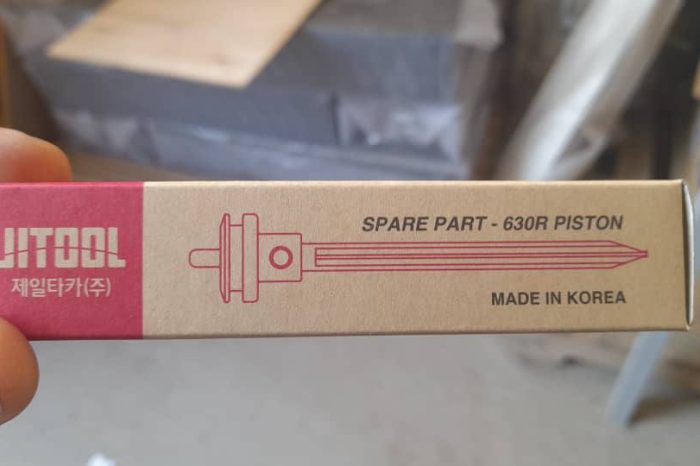 JITOOL
제일타카(주)
SPARE PART - 630R PISTON
MADE IN KOREA